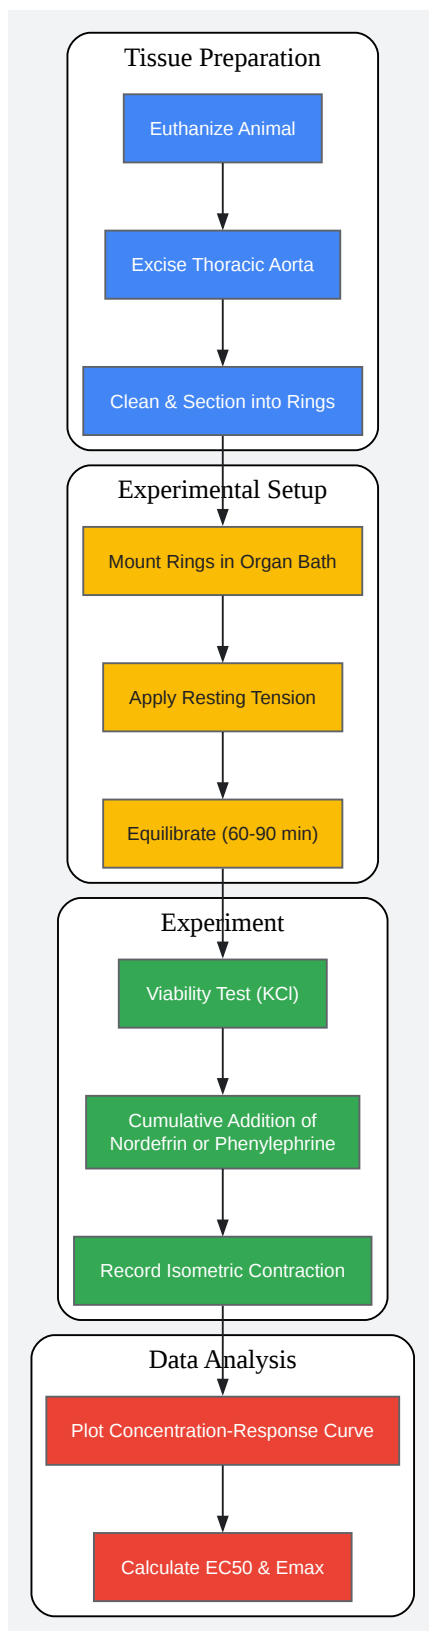 Tissue Preparation
Euthanize Animal
Excise Thoracic Aorta
Clean & Section into Rings
Experimental Setup
Mount Rings in Organ Bath
Apply Resting Tension
Equilibrate (60-90 min)
Experiment
Viability Test (KCl)
Cumulative Addition of
Nordefrin or Phenylephrine
Record Isometric Contraction
Data Analysis
Plot Concentration-Response Curve
Calculate EC50 & Emax